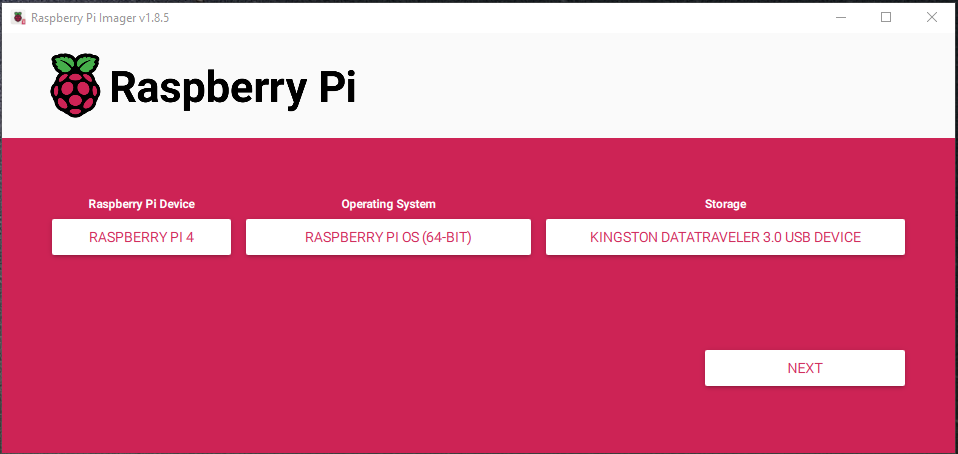 Raspberry Pi Imager v1.8.5
Raspberry Pi
Raspberry Pi Device
Operating System
Storage
RASPBERRY PI 4
RASPBERRY PI OS (64-BIT)
KINGSTON DATATRAVELER 3.0 USB DEVICE
NEXT